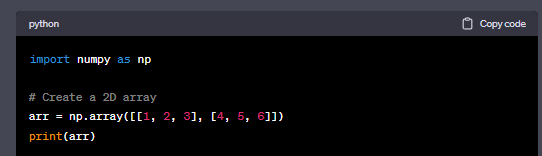 python Copy code
import numpy as np
# Create a 2D array
arr = np.array([[1, 2, 3], [4, 5, 6]])
print(arr)